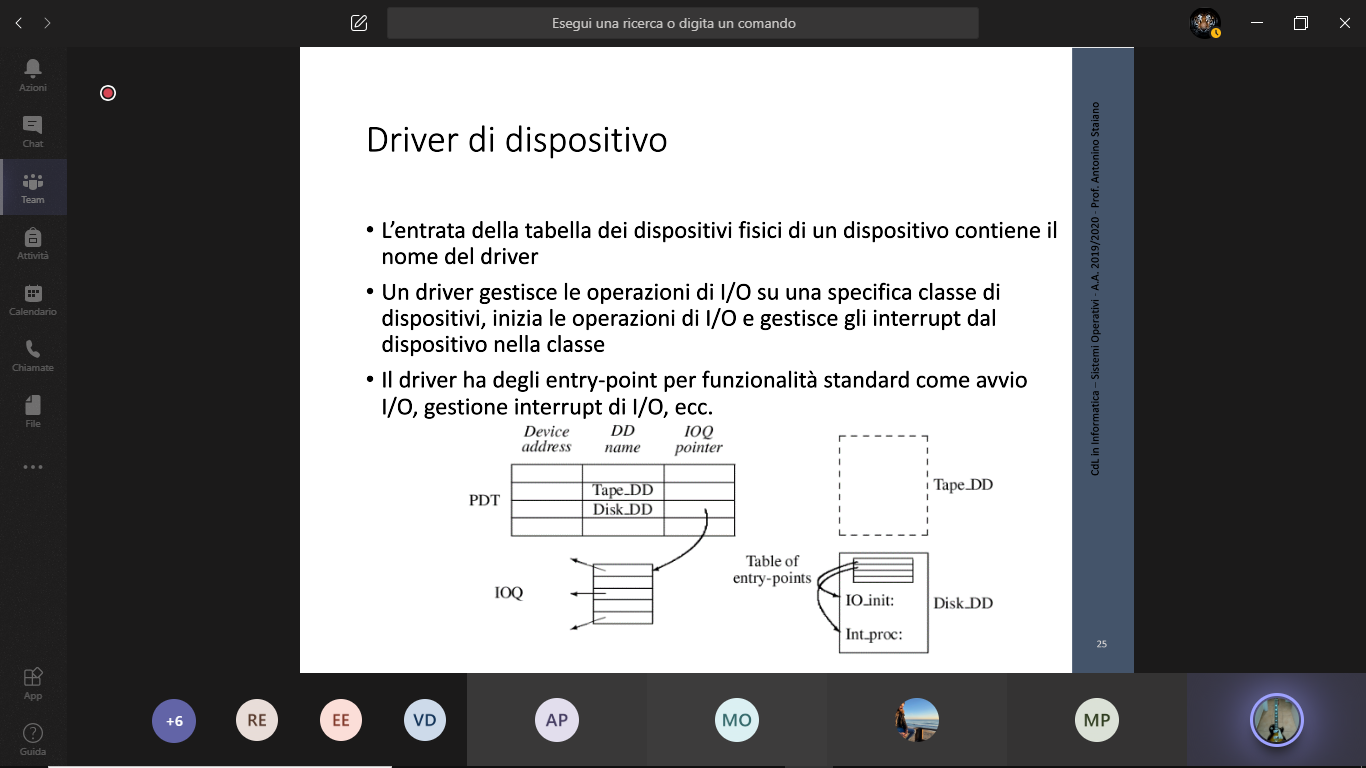 Esegui una ricerca o digita un comando
Azioni
Chat
Team
Attività
Calendario
Chiamate
File
App
Guida
Driver di dispositivo
• L'entrata della tabella dei dispositivi fisici di un dispositivo contiene il
nome del driver
• Un driver gestisce le operazioni di I/O su una specifica classe di
dispositivi, inizia le operazioni di I/O e gestisce gli interrupt dal
dispositivo nella classe
• Il driver ha degli entry-point per funzionalità standard come avvio
I/O, gestione interrupt di I/O, ecc.
Device address
DD name
IOQ pointer
PDT
Tape_DD
Disk_DD
IOQ
Tape_DD
Table of
entry-points
IO_init:
Int_proc:
Disk_DD
CdL in Informatica – Sistemi Operativi - A.A. 2019/2020 - Prof. Antonino Staiano
25
+6
RE
EE
VD
AP
MO
MP